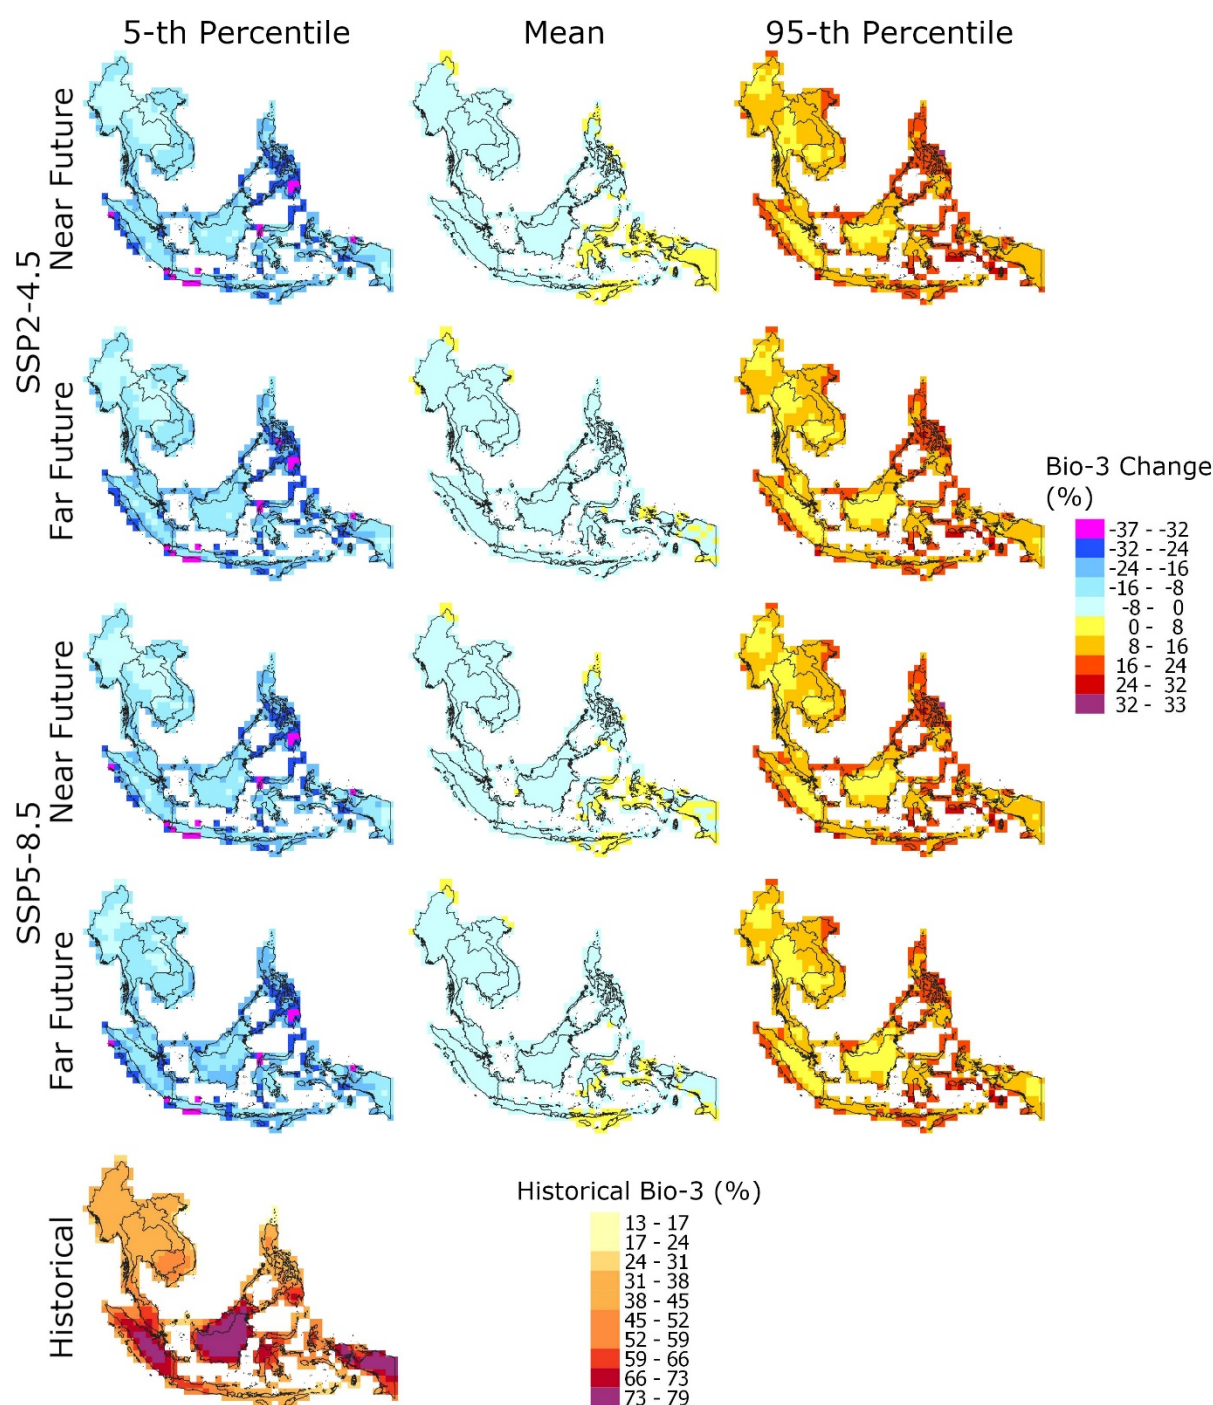 5-th Percentile Mean 95-th Percentile
SSP2-4.5
Near Future
Far Future
SSP5-8.5
Near Future
Far Future
Historical
Bio-3 Change
(%)
-37 - -32
-32 - -24
-24 - -16
-16 - -8
-8 - 0
0 - 8
8 - 16
16 - 24
24 - 32
32 - 33
Historical Bio-3 (%)
13 - 17
17 - 24
24 - 31
31 - 38
38 - 45
45 - 52
52 - 59
59 - 66
66 - 73
73 - 79